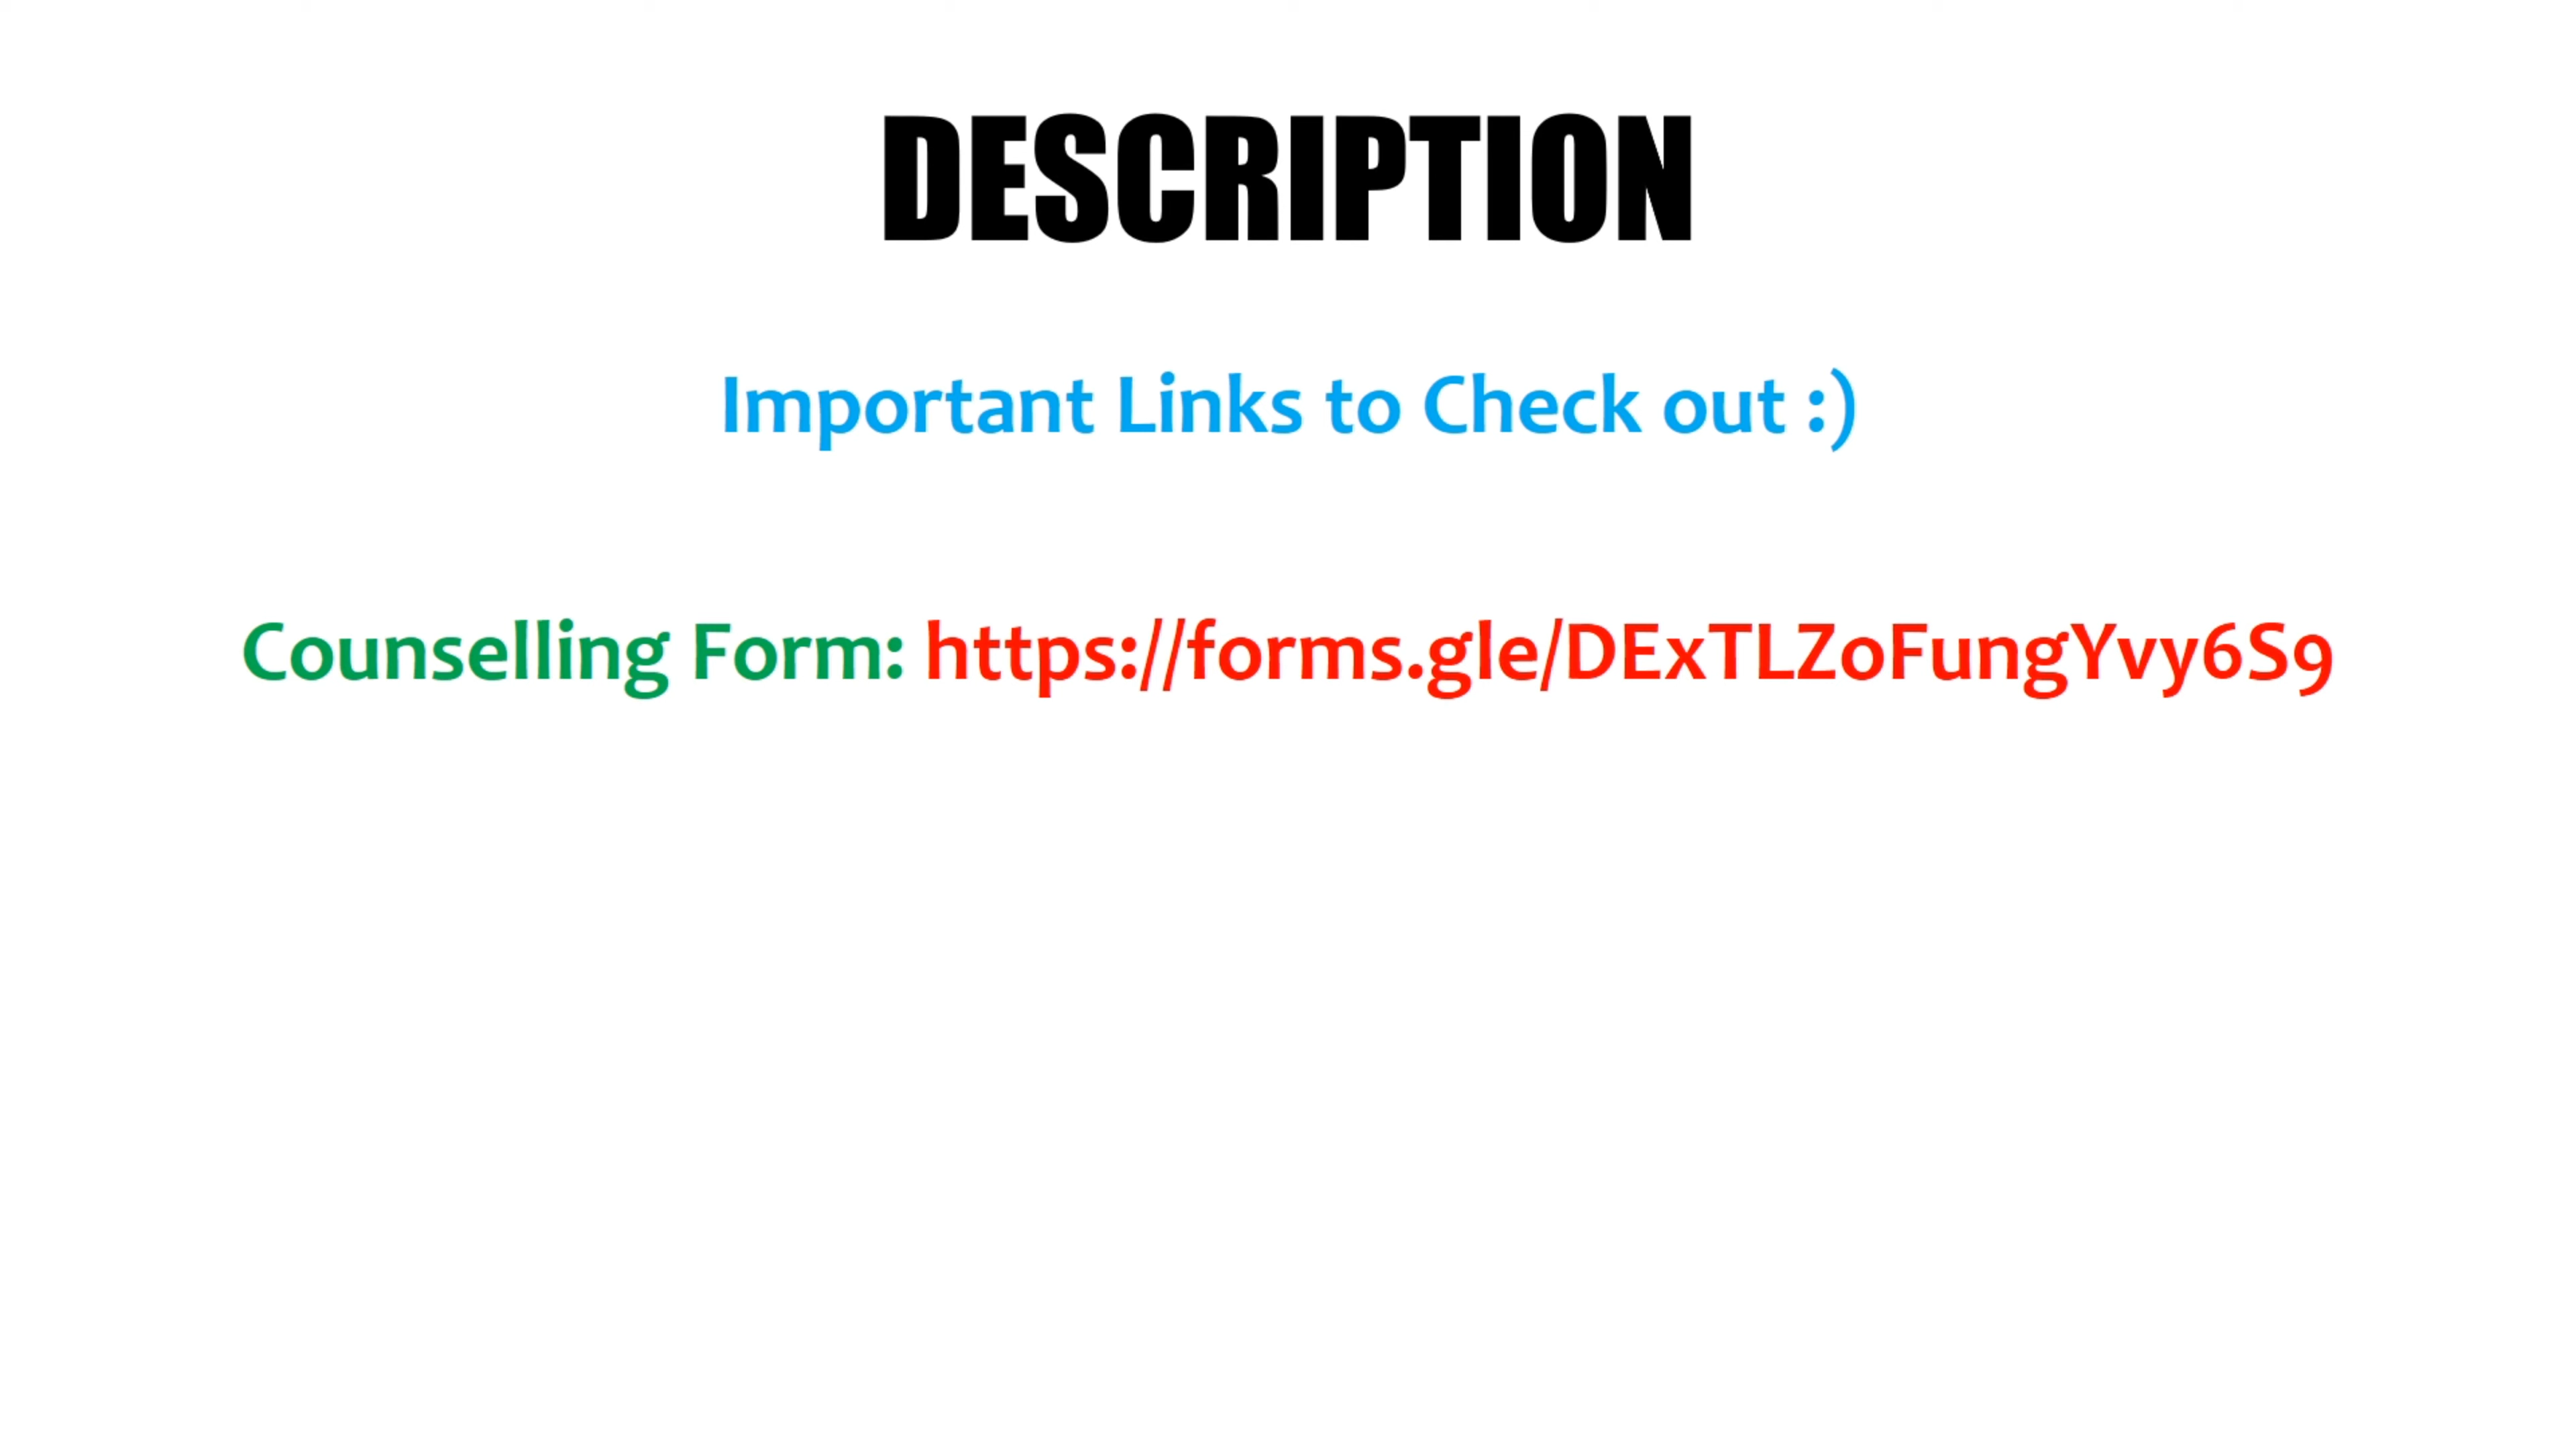 DESCRIPTION
Important Links to Check out :)
Counselling Form: https://forms.gle/DExTLZoFungYvy6S9